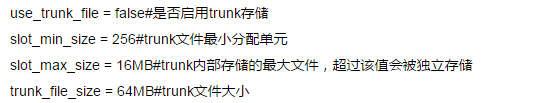 use_trunk_file = false#是否启用trunk存储
slot_min_size = 256#trunk文件最小分配单元
slot_max_size = 16MB#trunk内部存储的最大文件，超过该值会被独立存储
trunk_file_size = 64MB#trunk文件大小